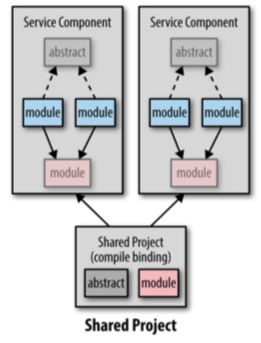 Service Component
Service Component
abstract
abstract
module
module
module
module
module
module
Shared Project
(compile binding)
abstract
module
Shared Project